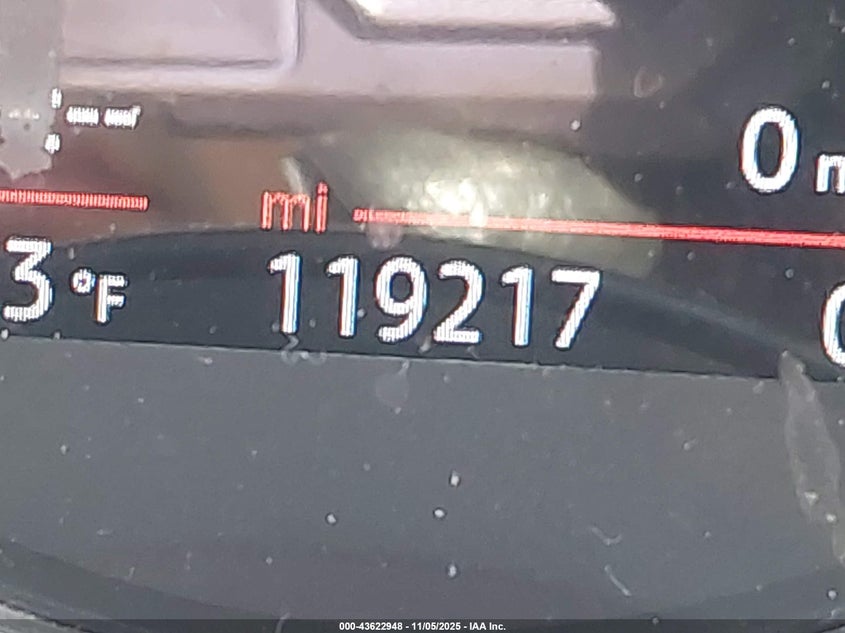 0
mi
3 °F 119217
000-43622948 - 11/05/2025 - IAA Inc.